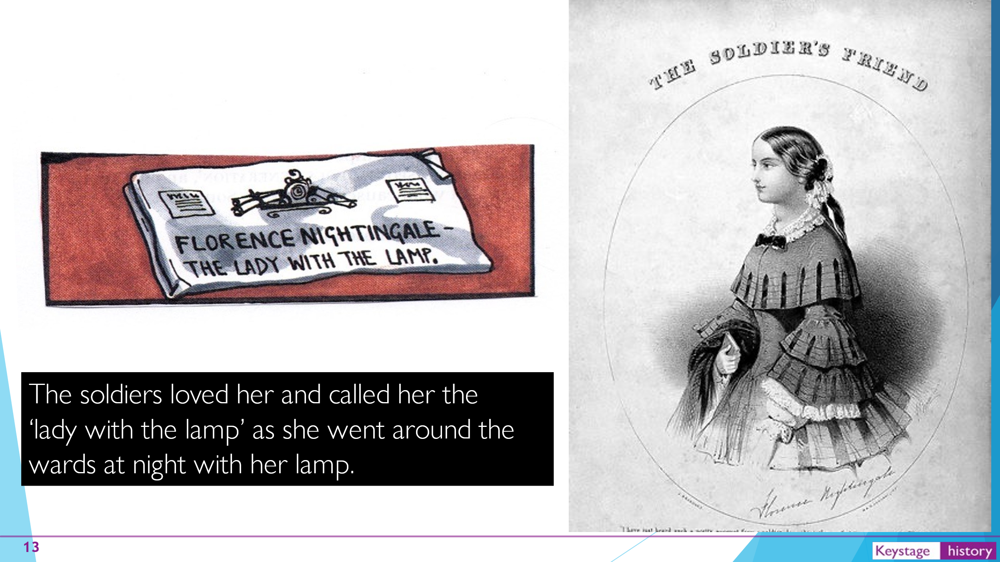 FLORENCE NIGHTINGALE -
THE LADY WITH THE LAMP.
The soldiers loved her and called her the
‘lady with the lamp’ as she went around the
wards at night with her lamp.
THE SOLDIER'S FRIEND
Florence Nightingale
13
Keystage history